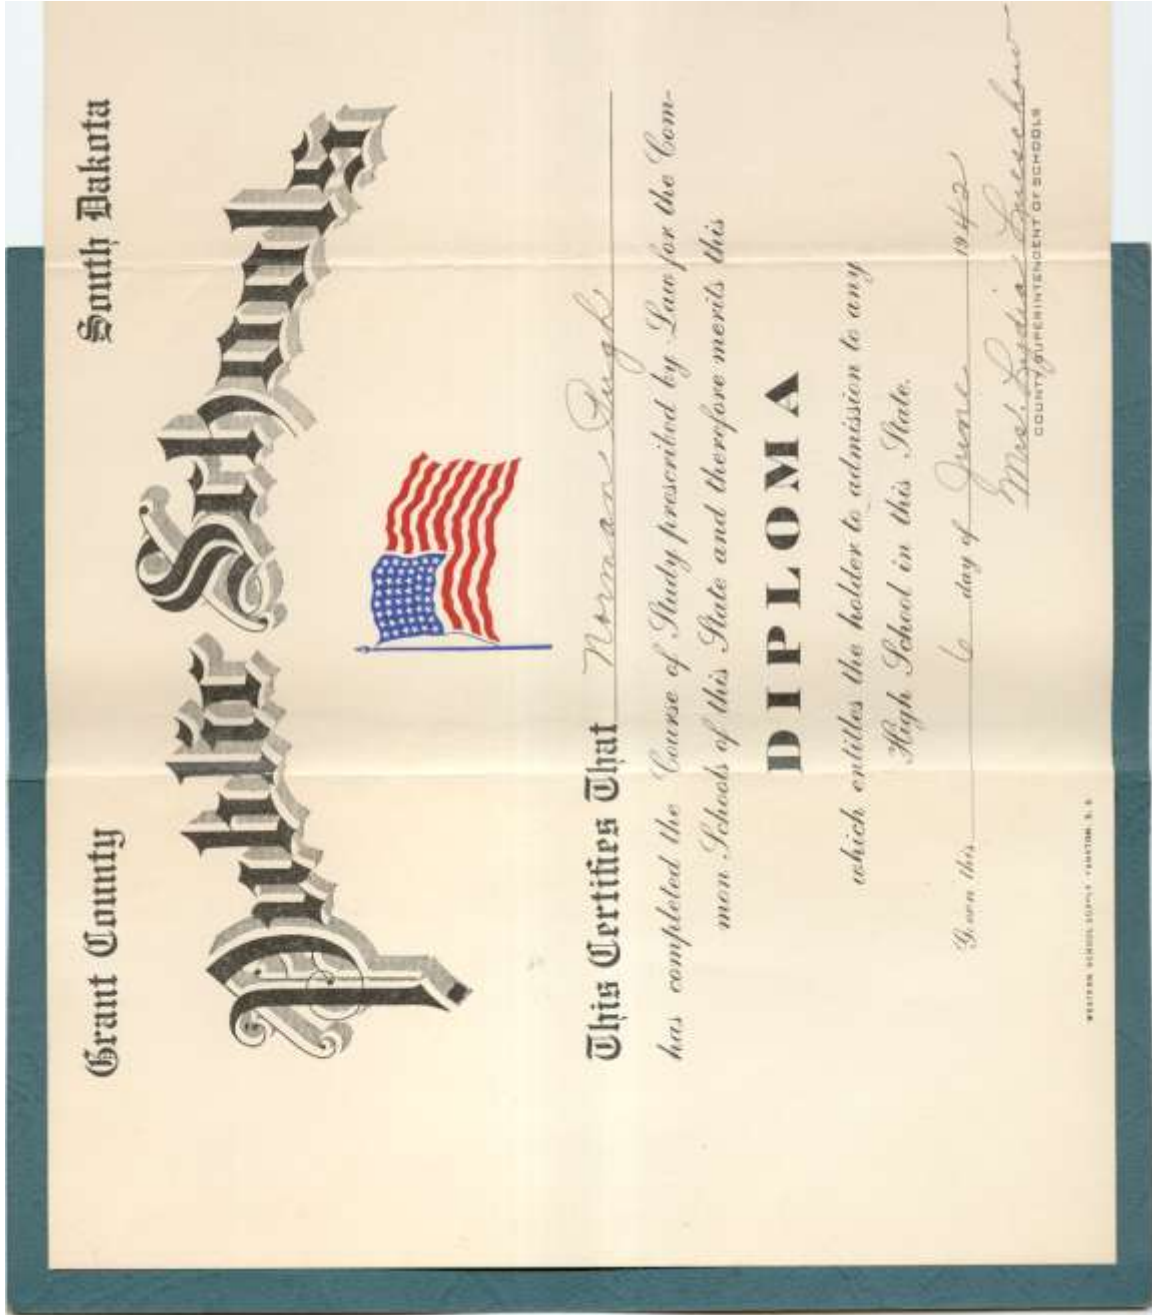 Grant County South Dakota
Public Schools
This Certifies That Norman Pugh
has completed the Course of Study prescribed by Law for the Com-
mon Schools of this State and therefore merits this
DIPLOMA
which entitles the holder to admission to any
High School in this State.
Given this 6 day of June 1942
Mrs. Lydia
COUNTY SUPERINTENDENT OF SCHOOLS
WESTERN SCHOOL SUPPLY YANKTON, S. D.